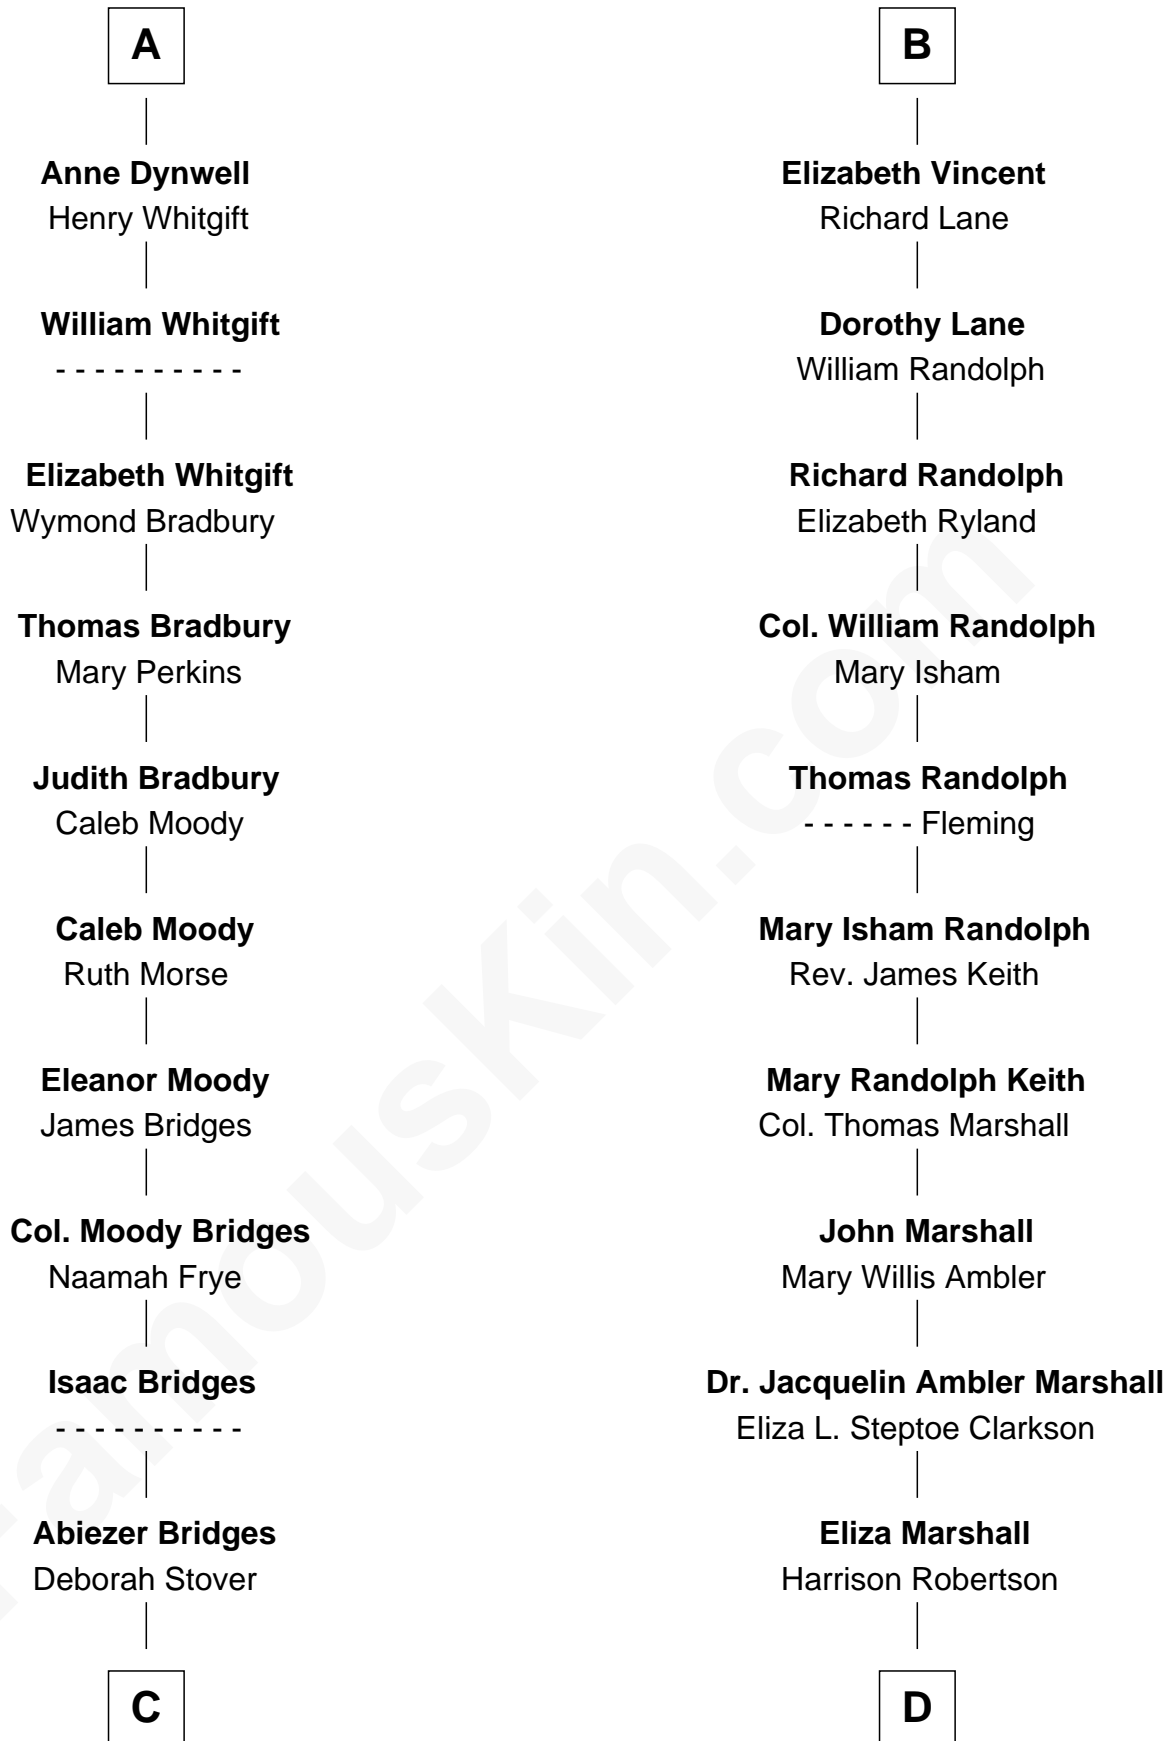 A
Anne Dynwell
Henry Whitgift
William Whitgift
- - - - - - - - - -
Elizabeth Whitgift
Wymond Bradbury
Thomas Bradbury
Mary Perkins
Judith Bradbury
Caleb Moody
Caleb Moody
Ruth Morse
Eleanor Moody
James Bridges
Col. Moody Bridges
Naamah Frye
Isaac Bridges
- - - - - - - - - -
Abiezer Bridges
Deborah Stover
C
B
Elizabeth Vincent
Richard Lane
Dorothy Lane
William Randolph
Richard Randolph
Elizabeth Ryland
Col. William Randolph
Mary Isham
Thomas Randolph
- - - - - - Fleming
Mary Isham Randolph
Rev. James Keith
Mary Randolph Keith
Col. Thomas Marshall
John Marshall
Mary Willis Ambler
Dr. Jacquelin Ambler Marshall
Eliza L. Steptoe Clarkson
Eliza Marshall
Harrison Robertson
D
FamousKin.com